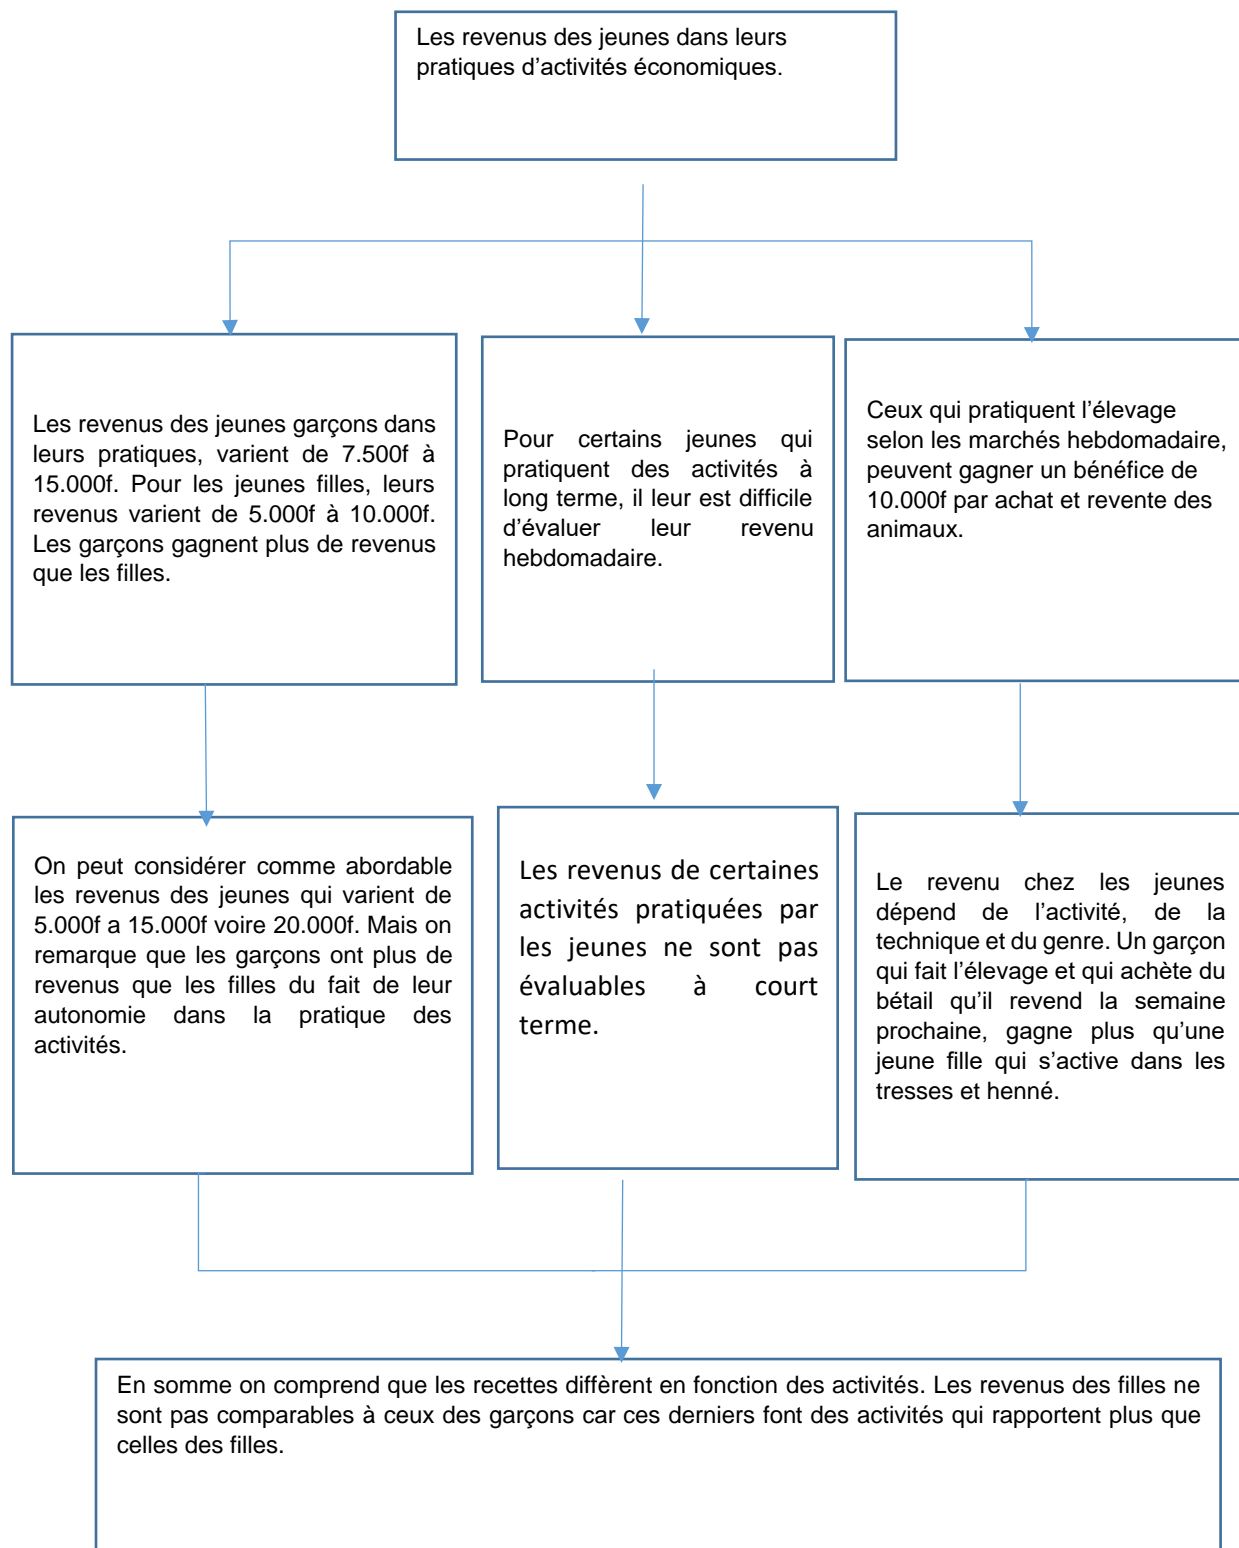 Les revenus des jeunes dans leurs
pratiques d’activités économiques.
Les revenus des jeunes garçons dans
leurs pratiques, varient de 7.500f à
15.000f. Pour les jeunes filles, leurs
revenus varient de 5.000f à 10.000f.
Les garçons gagnent plus de revenus
que les filles.
Pour certains jeunes qui
pratiquent des activités à
long terme, il leur est difficile
d’évaluer leur revenu
hebdomadaire.
Ceux qui pratiquent l’élevage
selon les marchés hebdomadaire,
peuvent gagner un bénéfice de
10.000f par achat et revente des
animaux.
On peut considérer comme abordable
les revenus des jeunes qui varient de
5.000f a 15.000f voire 20.000f. Mais on
remarque que les garçons ont plus de
revenus que les filles du fait de leur
autonomie dans la pratique des
activités.
Les revenus de certaines
activités pratiquées par
les jeunes ne sont pas
évaluables à court
terme.
Le revenu chez les jeunes
dépend de l’activité, de la
technique et du genre. Un garçon
qui fait l’élevage et qui achète du
bétail qu’il revend la semaine
prochaine, gagne plus qu’une
jeune fille qui s’active dans les
tresses et henné.
En somme on comprend que les recettes diffèrent en fonction des activités. Les revenus des filles ne
sont pas comparables à ceux des garçons car ces derniers font des activités qui rapportent plus que
celles des filles.